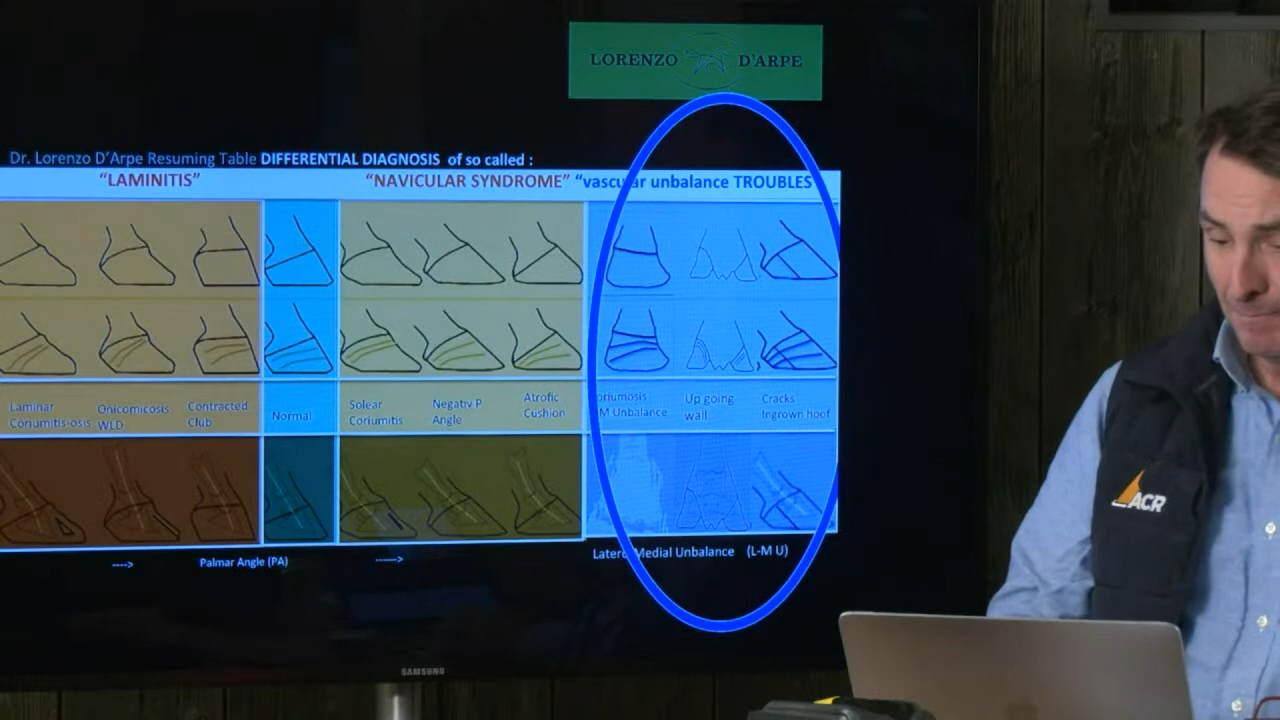 LORENZO D'ARPE
Dr. Lorenzo D'Arpe Resuming Table DIFFERENTIAL DIAGNOSIS of so called :
"LAMINITIS" "NAVICULAR SYNDROME" "vascular unbalance TROUBLES
Laminar
Coriumitis-osis
Onicomicosis
WLD
Contracted
Club
Normal
Solear
Coriumitis
Negativ P
Angle
Atrofic
Cushion
Unbalance
Up going
wall
Cracks
Ingrown hoof
----> Palmar Angle (PA) ----->
Latero Medial Unbalance (L-M U)
ACR
SAMSUNG